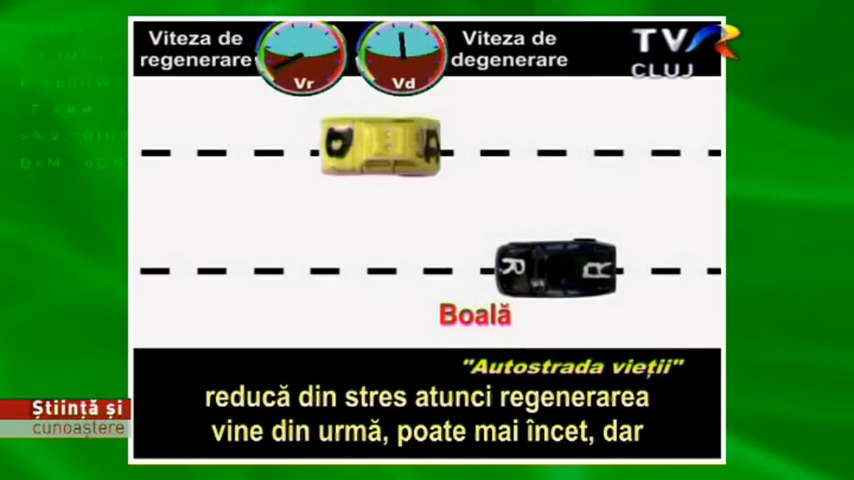 Viteza de
regenerare
Vr
Vd
Viteza de
degenerare
TVR
CLUJ
D
R
R
Boală
"Autostrada vieții"
reducă din stres atunci regenerarea
vine din urmă, poate mai încet, dar
Știință și
cunoaștere